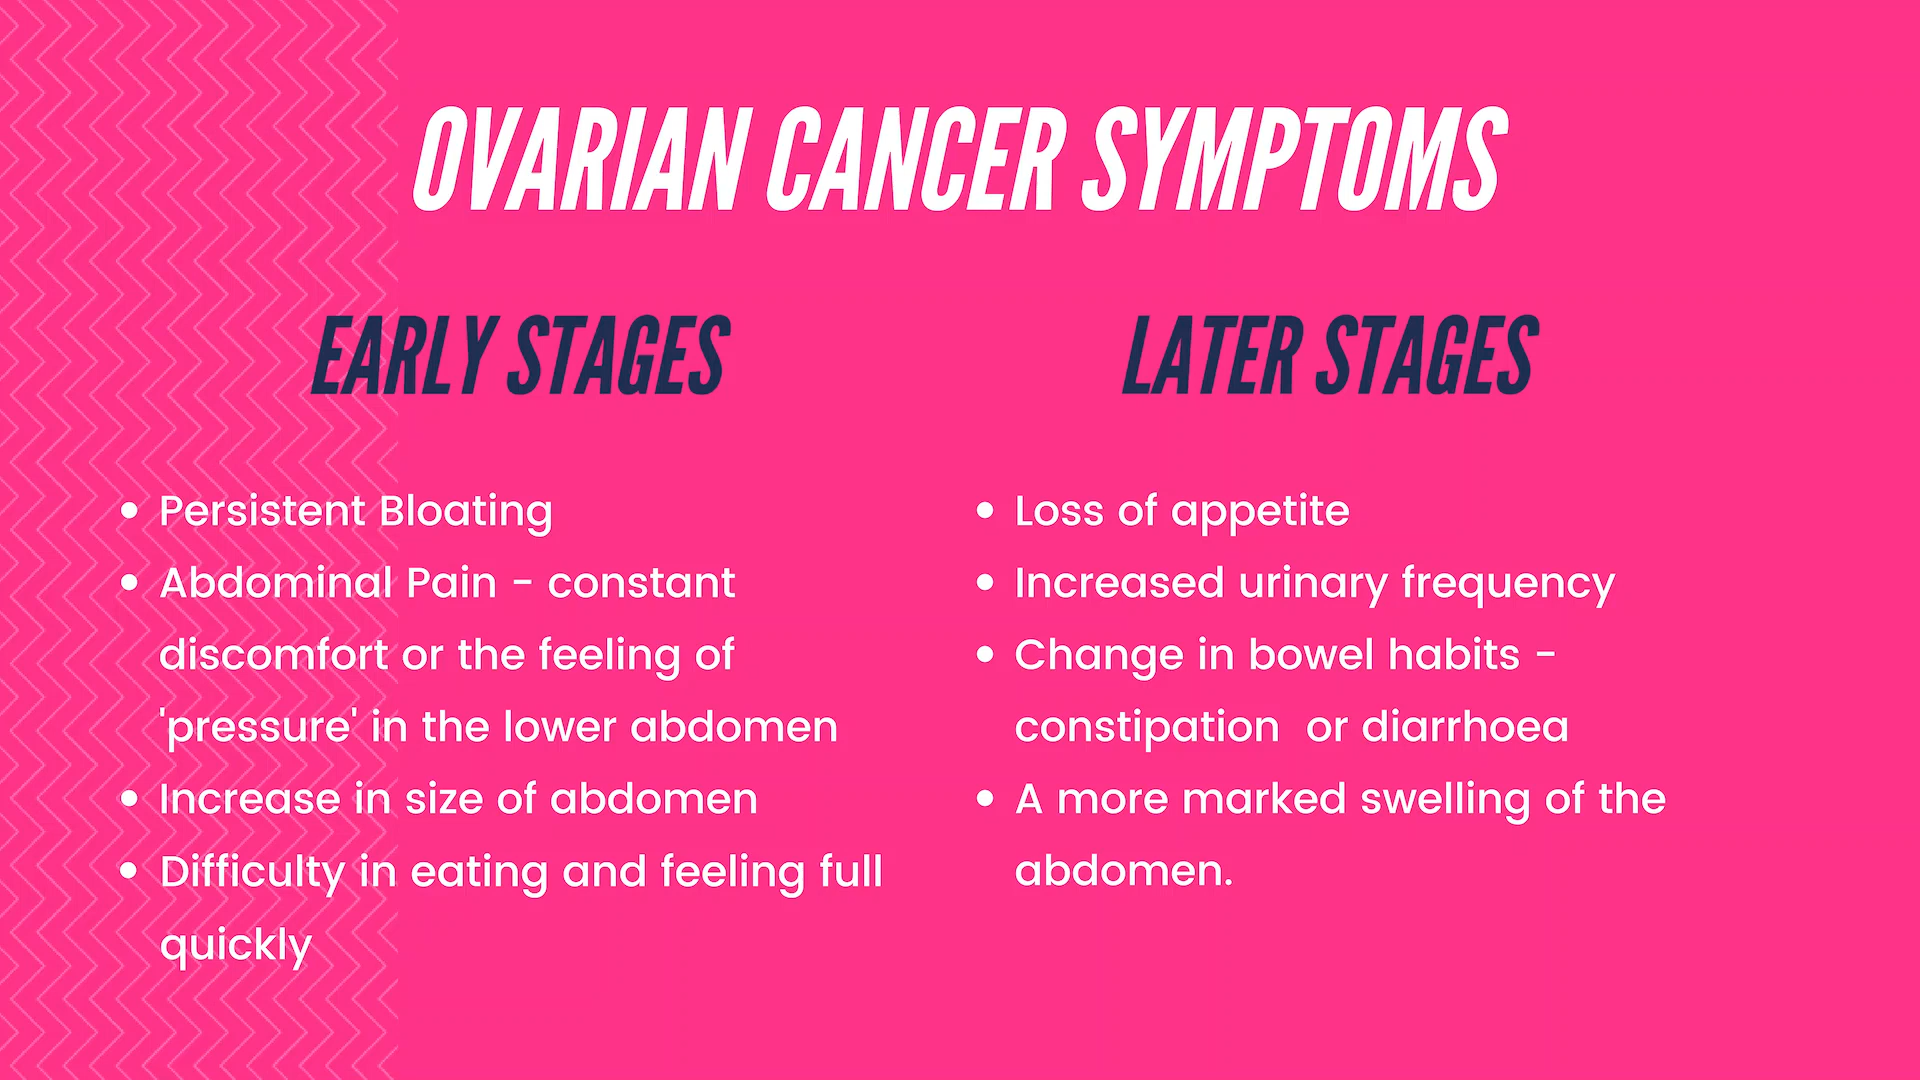 OVARIAN CANCER SYMPTOMS
EARLY STAGES
• Persistent Bloating
• Abdominal Pain - constant
discomfort or the feeling of
'pressure' in the lower abdomen
• Increase in size of abdomen
• Difficulty in eating and feeling full
quickly
LATER STAGES
• Loss of appetite
• Increased urinary frequency
• Change in bowel habits -
constipation  or diarrhoea
• A more marked swelling of the
abdomen.